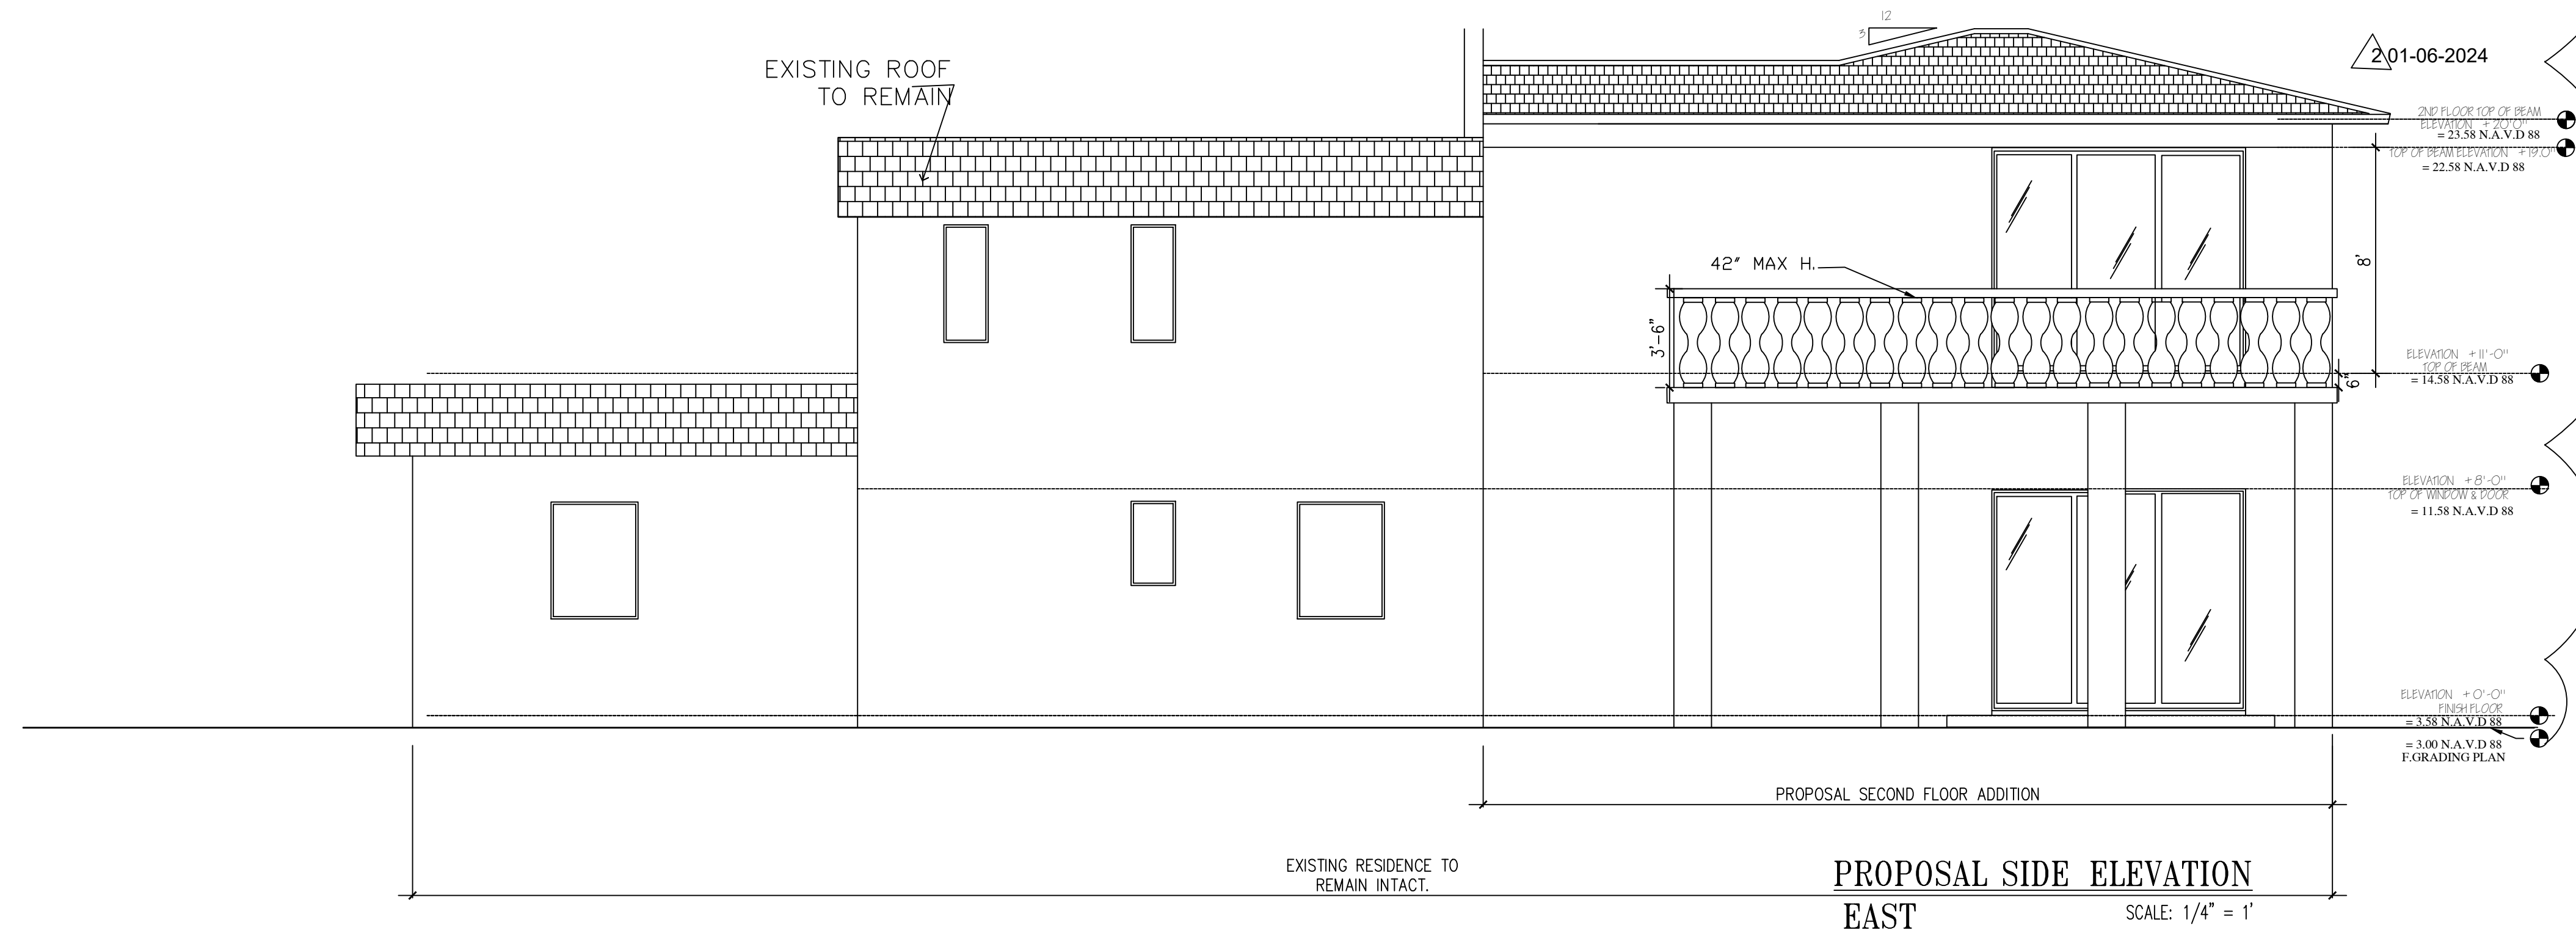 12
3
EXISTING ROOF
TO REMAIN
2 01-06-2024
2ND FLOOR TOP OF BEAM
ELEVATION +20'0"
= 23.58 N.A.V.D 88
TOP OF BEAM ELEVATION +19.0"
= 22.58 N.A.V.D 88
42" MAX H.
8'
3'-6"
ELEVATION +11'-0"
TOP OF BEAM
= 14.58 N.A.V.D 88
6"
ELEVATION +8'-0"
TOP OF WINDOW & DOOR
= 11.58 N.A.V.D 88
ELEVATION +0'-0"
FINISH FLOOR
= 3.58 N.A.V.D 88
= 3.00 N.A.V.D 88
F.GRADING PLAN
PROPOSAL SECOND FLOOR ADDITION
EXISTING RESIDENCE TO
REMAIN INTACT.
PROPOSAL SIDE ELEVATION
EAST
SCALE: 1/4" = 1'